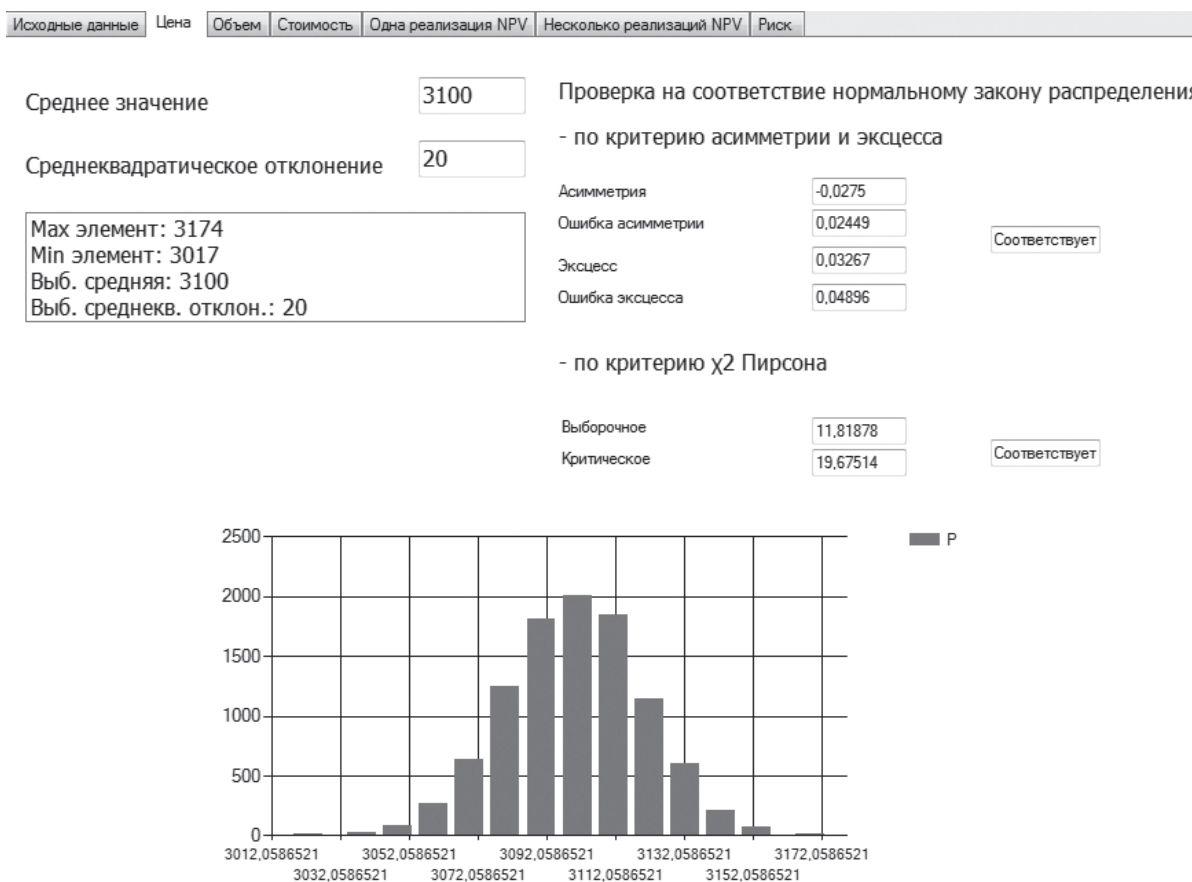 Исходные данные Цена Объем Стоимость Одна реализация NPV Несколько реализаций NPV Риск
Среднее значение 3100
Среднеквадратическое отклонение 20
Max элемент: 3174
Min элемент: 3017
Выб. средняя: 3100
Выб. среднекв. отклон.: 20
Проверка на соответствие нормальному закону распределения
- по критерию асимметрии и эксцесса
Асимметрия -0,0275
Ошибка асимметрии 0,02449
Соответствует
Эксцесс 0,03267
Ошибка эксцесса 0,04896
- по критерию χ2 Пирсона
Выборочное 11,81878
Критическое 19,67514
Соответствует
2500
2000
1500
1000
500
0
P
3012,0586521 3052,0586521 3092,0586521 3132,0586521 3172,0586521
3032,0586521 3072,0586521 3112,0586521 3152,0586521